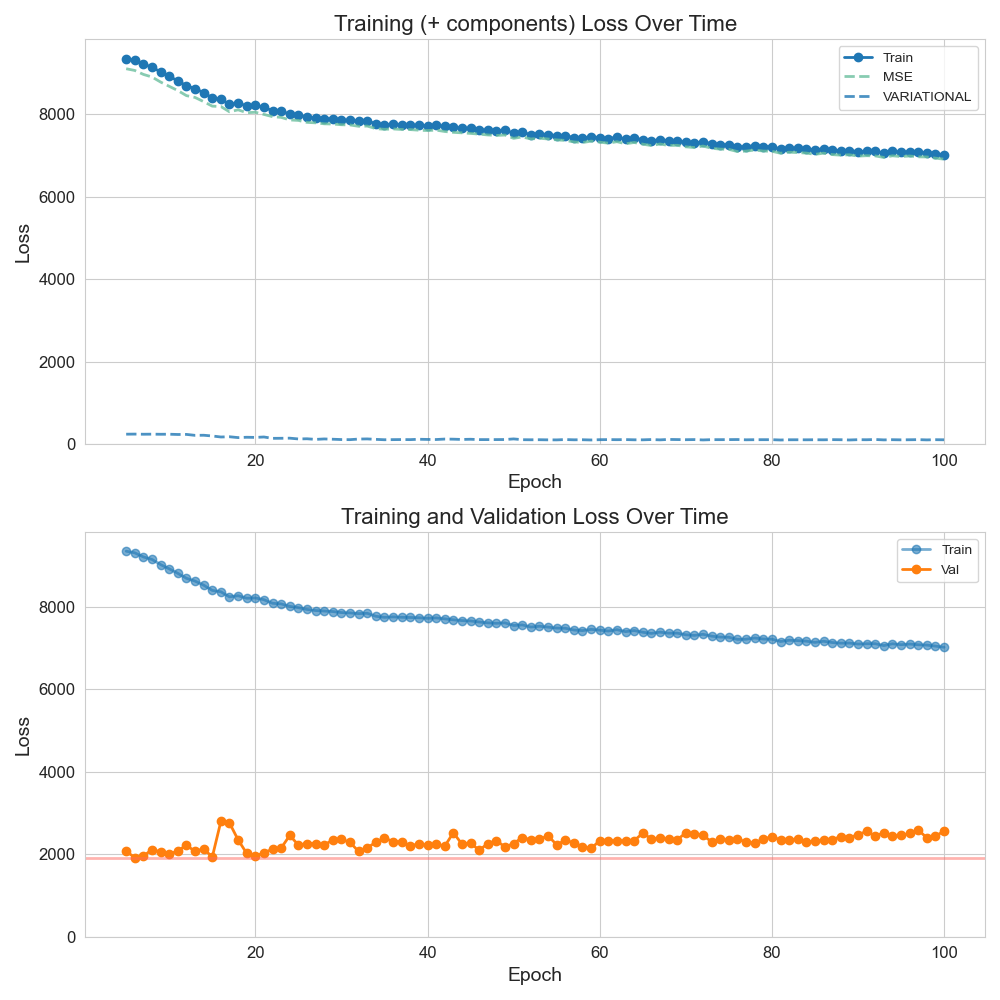 Training (+ components) Loss Over Time
Train
MSE
VARIATIONAL
8000
6000
4000
2000
0
Loss
20 40 60 80 100
Epoch
Training and Validation Loss Over Time
Train
Val
8000
6000
4000
2000
0
Loss
20 40 60 80 100
Epoch